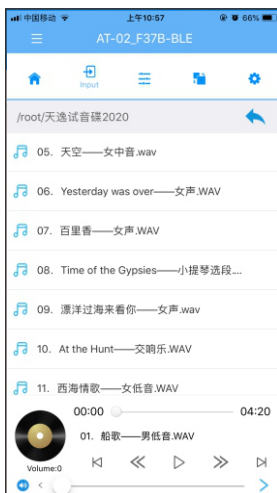 中国移动 上午10:57 66%
AT-02_F37B-BLE
Input
/root/天逸试音碟2020
05. 天空——女中音.wav
06. Yesterday was over——女声.WAV
07. 百里香——女声.WAV
08. Time of the Gypsies——小提琴选段....
09. 漂洋过海来看你——女声.wav
10. At the Hunt——交响乐.WAV
11. 西海情歌——女低音.WAV
00:00 04:20
01. 船歌——男低音.WAV
Volume:0